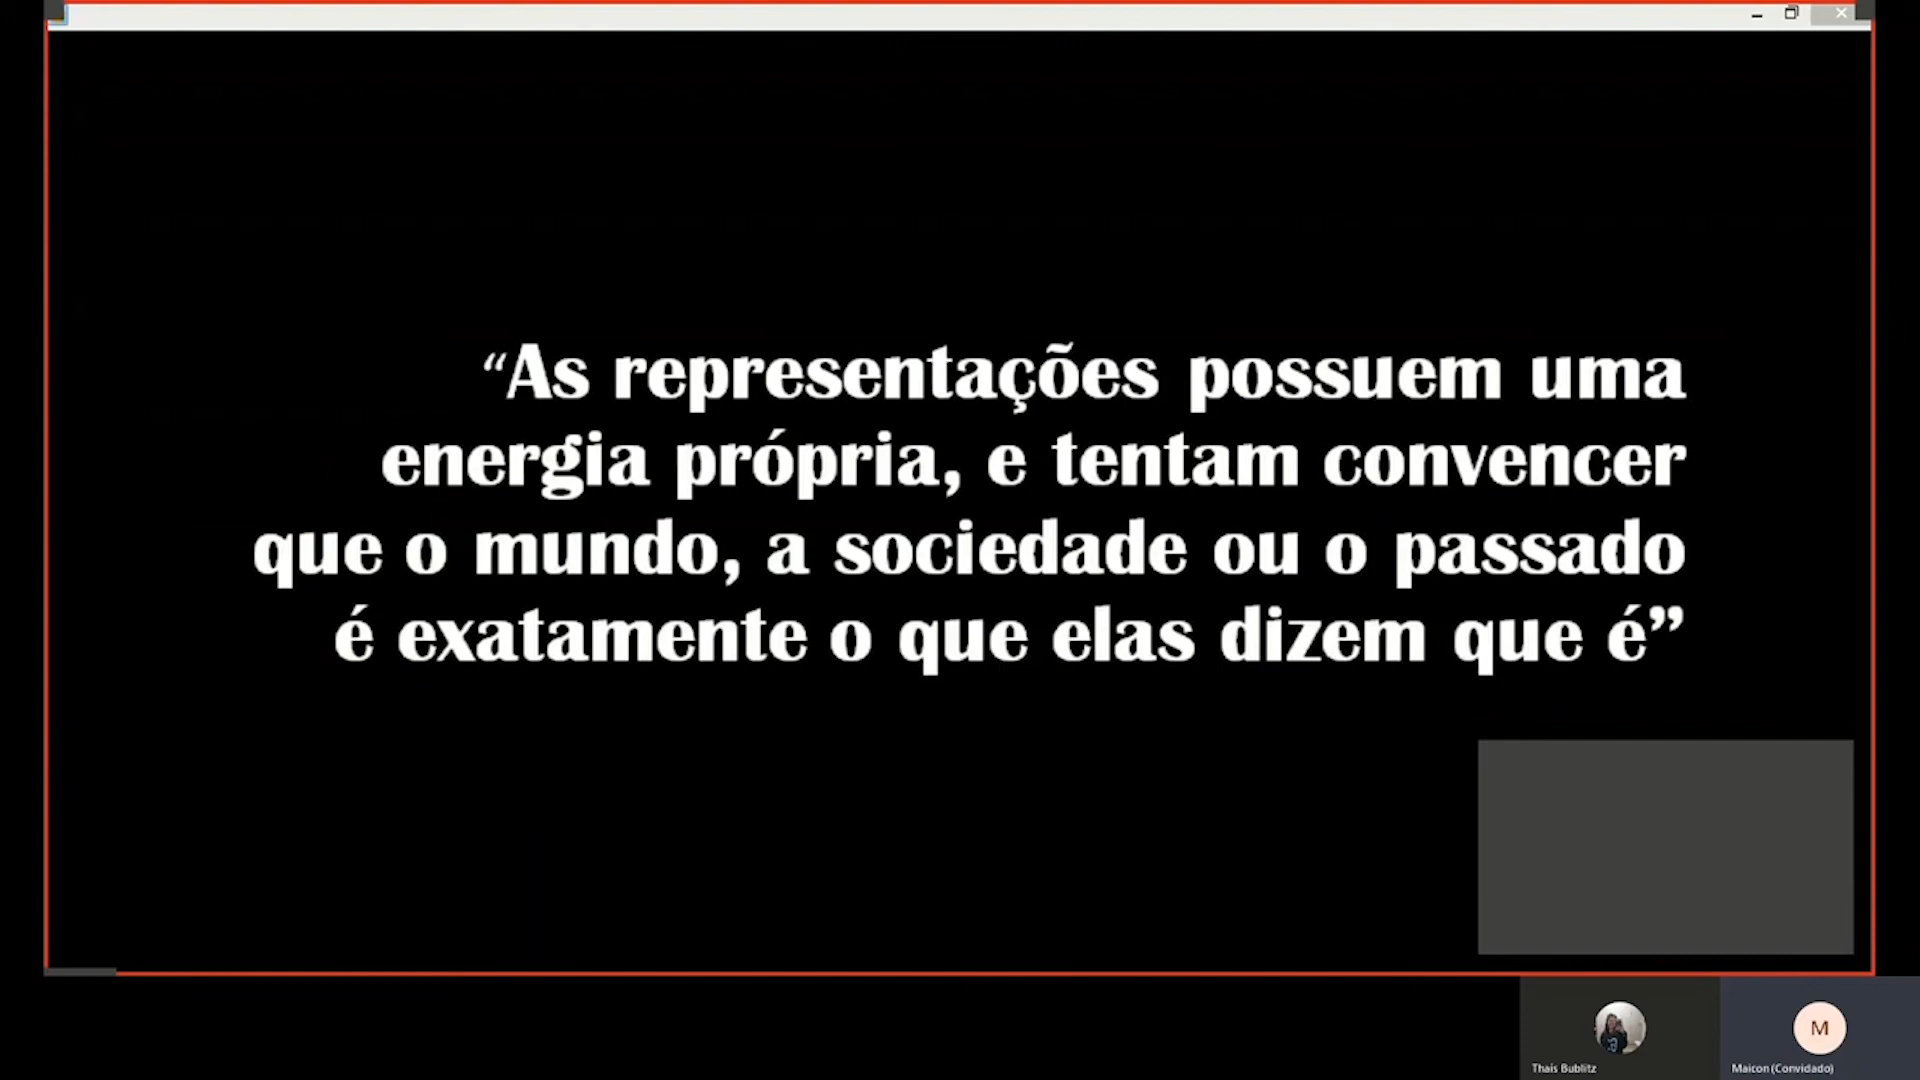 “As representações possuem uma
energia própria, e tentam convencer
que o mundo, a sociedade ou o passado
é exatamente o que elas dizem que é”
M
Thais Bublitz
Maicon (Convidado)